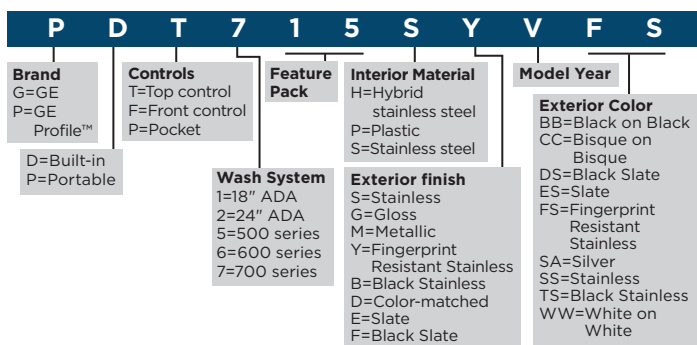 P D T 7 1 5 S Y V F S
Brand
G=GE
P=GE
Profile™
D=Built-in
P=Portable
Controls
T=Top control
F=Front control
P=Pocket
Wash System
1=18" ADA
2=24" ADA
5=500 series
6=600 series
7=700 series
Feature
Pack
Interior Material
H=Hybrid
stainless steel
P=Plastic
S=Stainless steel
Exterior finish
S=Stainless
G=Gloss
M=Metallic
Y=Fingerprint
Resistant Stainless
B=Black Stainless
D=Color-matched
E=Slate
F=Black Slate
Model Year
Exterior Color
BB=Black on Black
CC=Bisque on
Bisque
DS=Black Slate
ES=Slate
FS=Fingerprint
Resistant
Stainless
SA=Silver
SS=Stainless
TS=Black Stainless
WW=White on
White